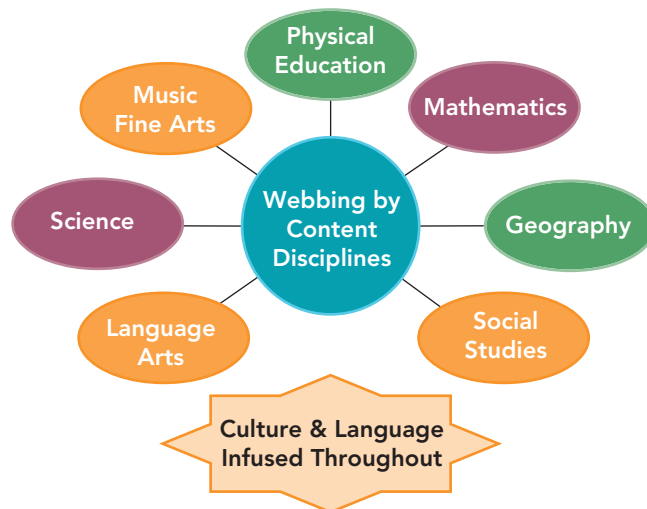 Physical
Education
Music
Fine Arts
Mathematics
Webbing by
Content
Disciplines
Science
Geography
Language
Arts
Social
Studies
Culture & Language
Infused Throughout